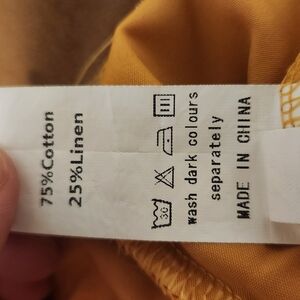 75%Cotton
25%Linen
30
Wash dark colours
separately
MADE IN CHINA